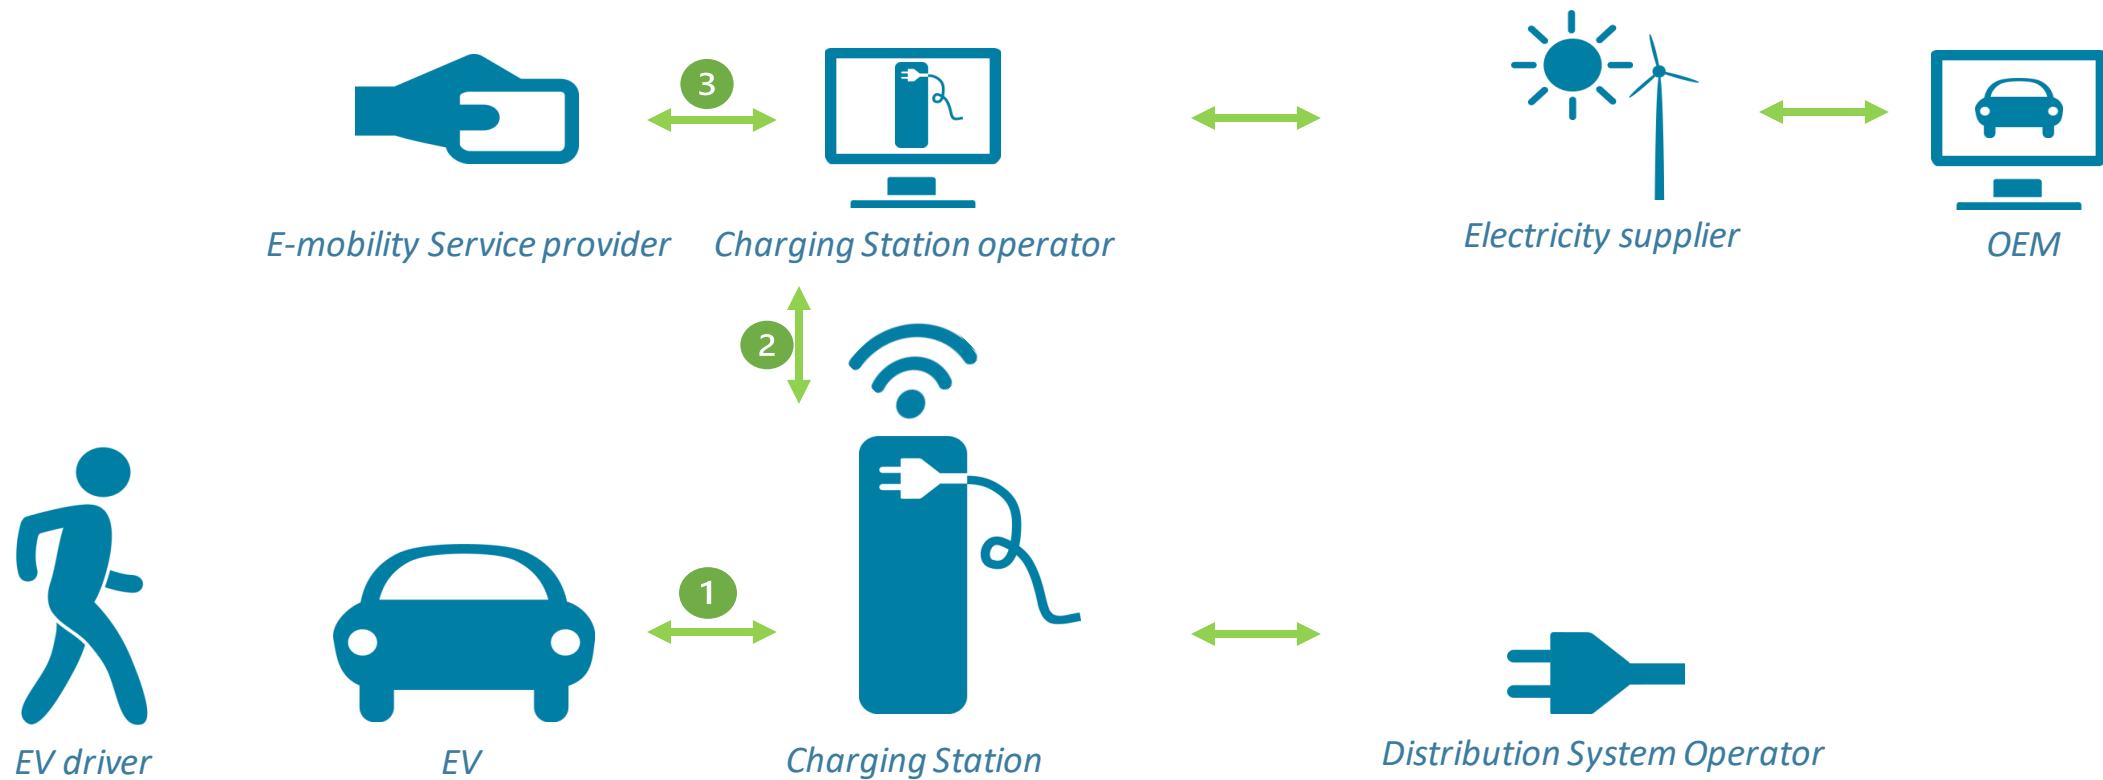 3
E-mobility Service provider
Charging Station operator
Electricity supplier
OEM
2
1
EV driver
EV
Charging Station
Distribution System Operator